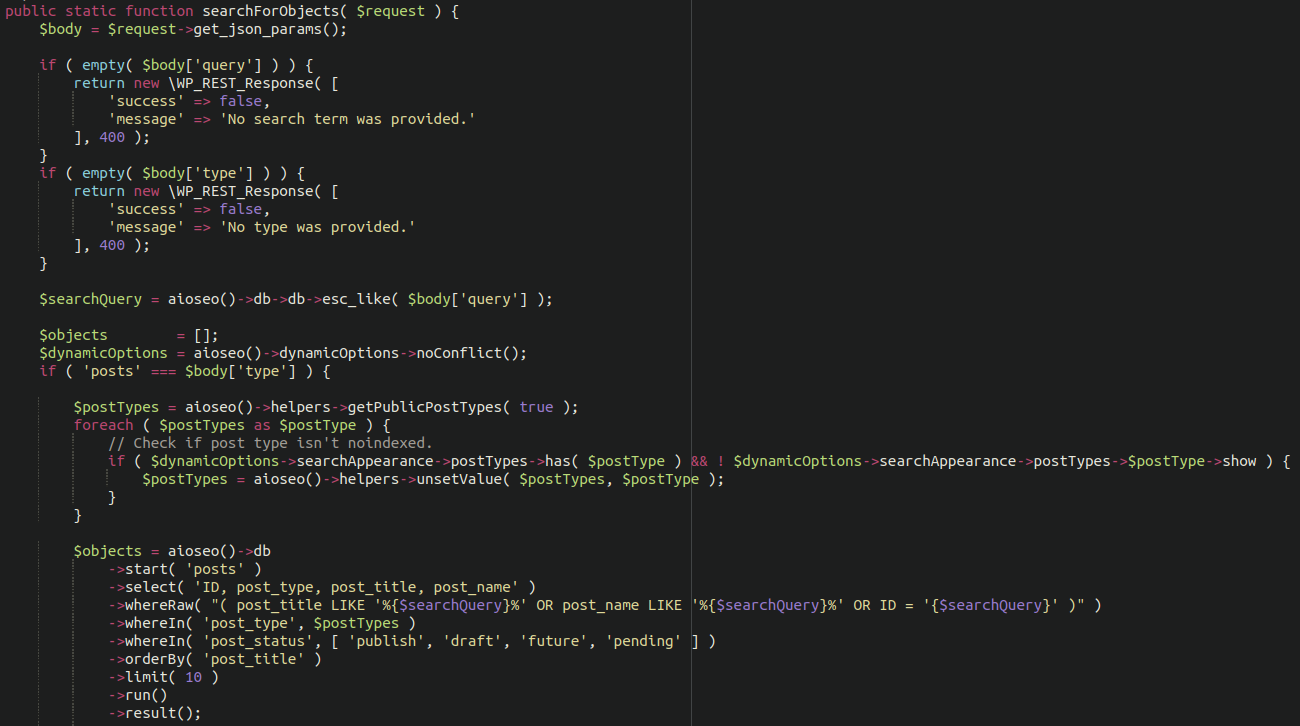 public static function searchForObjects( $request ) {
    $body = $request->get_json_params();

    if ( empty( $body['query'] ) ) {
        return new \WP_REST_Response( [
            'success' => false,
            'message' => 'No search term was provided.'
        ], 400 );
    }
    if ( empty( $body['type'] ) ) {
        return new \WP_REST_Response( [
            'success' => false,
            'message' => 'No type was provided.'
        ], 400 );
    }

    $searchQuery = aioseo()->db->db->esc_like( $body['query'] );

    $objects        = [];
    $dynamicOptions = aioseo()->dynamicOptions->noConflict();
    if ( 'posts' === $body['type'] ) {

        $postTypes = aioseo()->helpers->getPublicPostTypes( true );
        foreach ( $postTypes as $postType ) {
            // Check if post type isn't noindexed.
            if ( $dynamicOptions->searchAppearance->postTypes->has( $postType ) && ! $dynamicOptions->searchAppearance->postTypes->$postType->show ) {
                $postTypes = aioseo()->helpers->unsetValue( $postTypes, $postType );
            }
        }

        $objects = aioseo()->db
            ->start( 'posts' )
            ->select( 'ID, post_type, post_title, post_name' )
            ->whereRaw( "( post_title LIKE '%{$searchQuery}%' OR post_name LIKE '%{$searchQuery}%' OR ID = '{$searchQuery}' )" )
            ->whereIn( 'post_type', $postTypes )
            ->whereIn( 'post_status', [ 'publish', 'draft', 'future', 'pending' ] )
            ->orderBy( 'post_title' )
            ->limit( 10 )
            ->run()
            ->result();